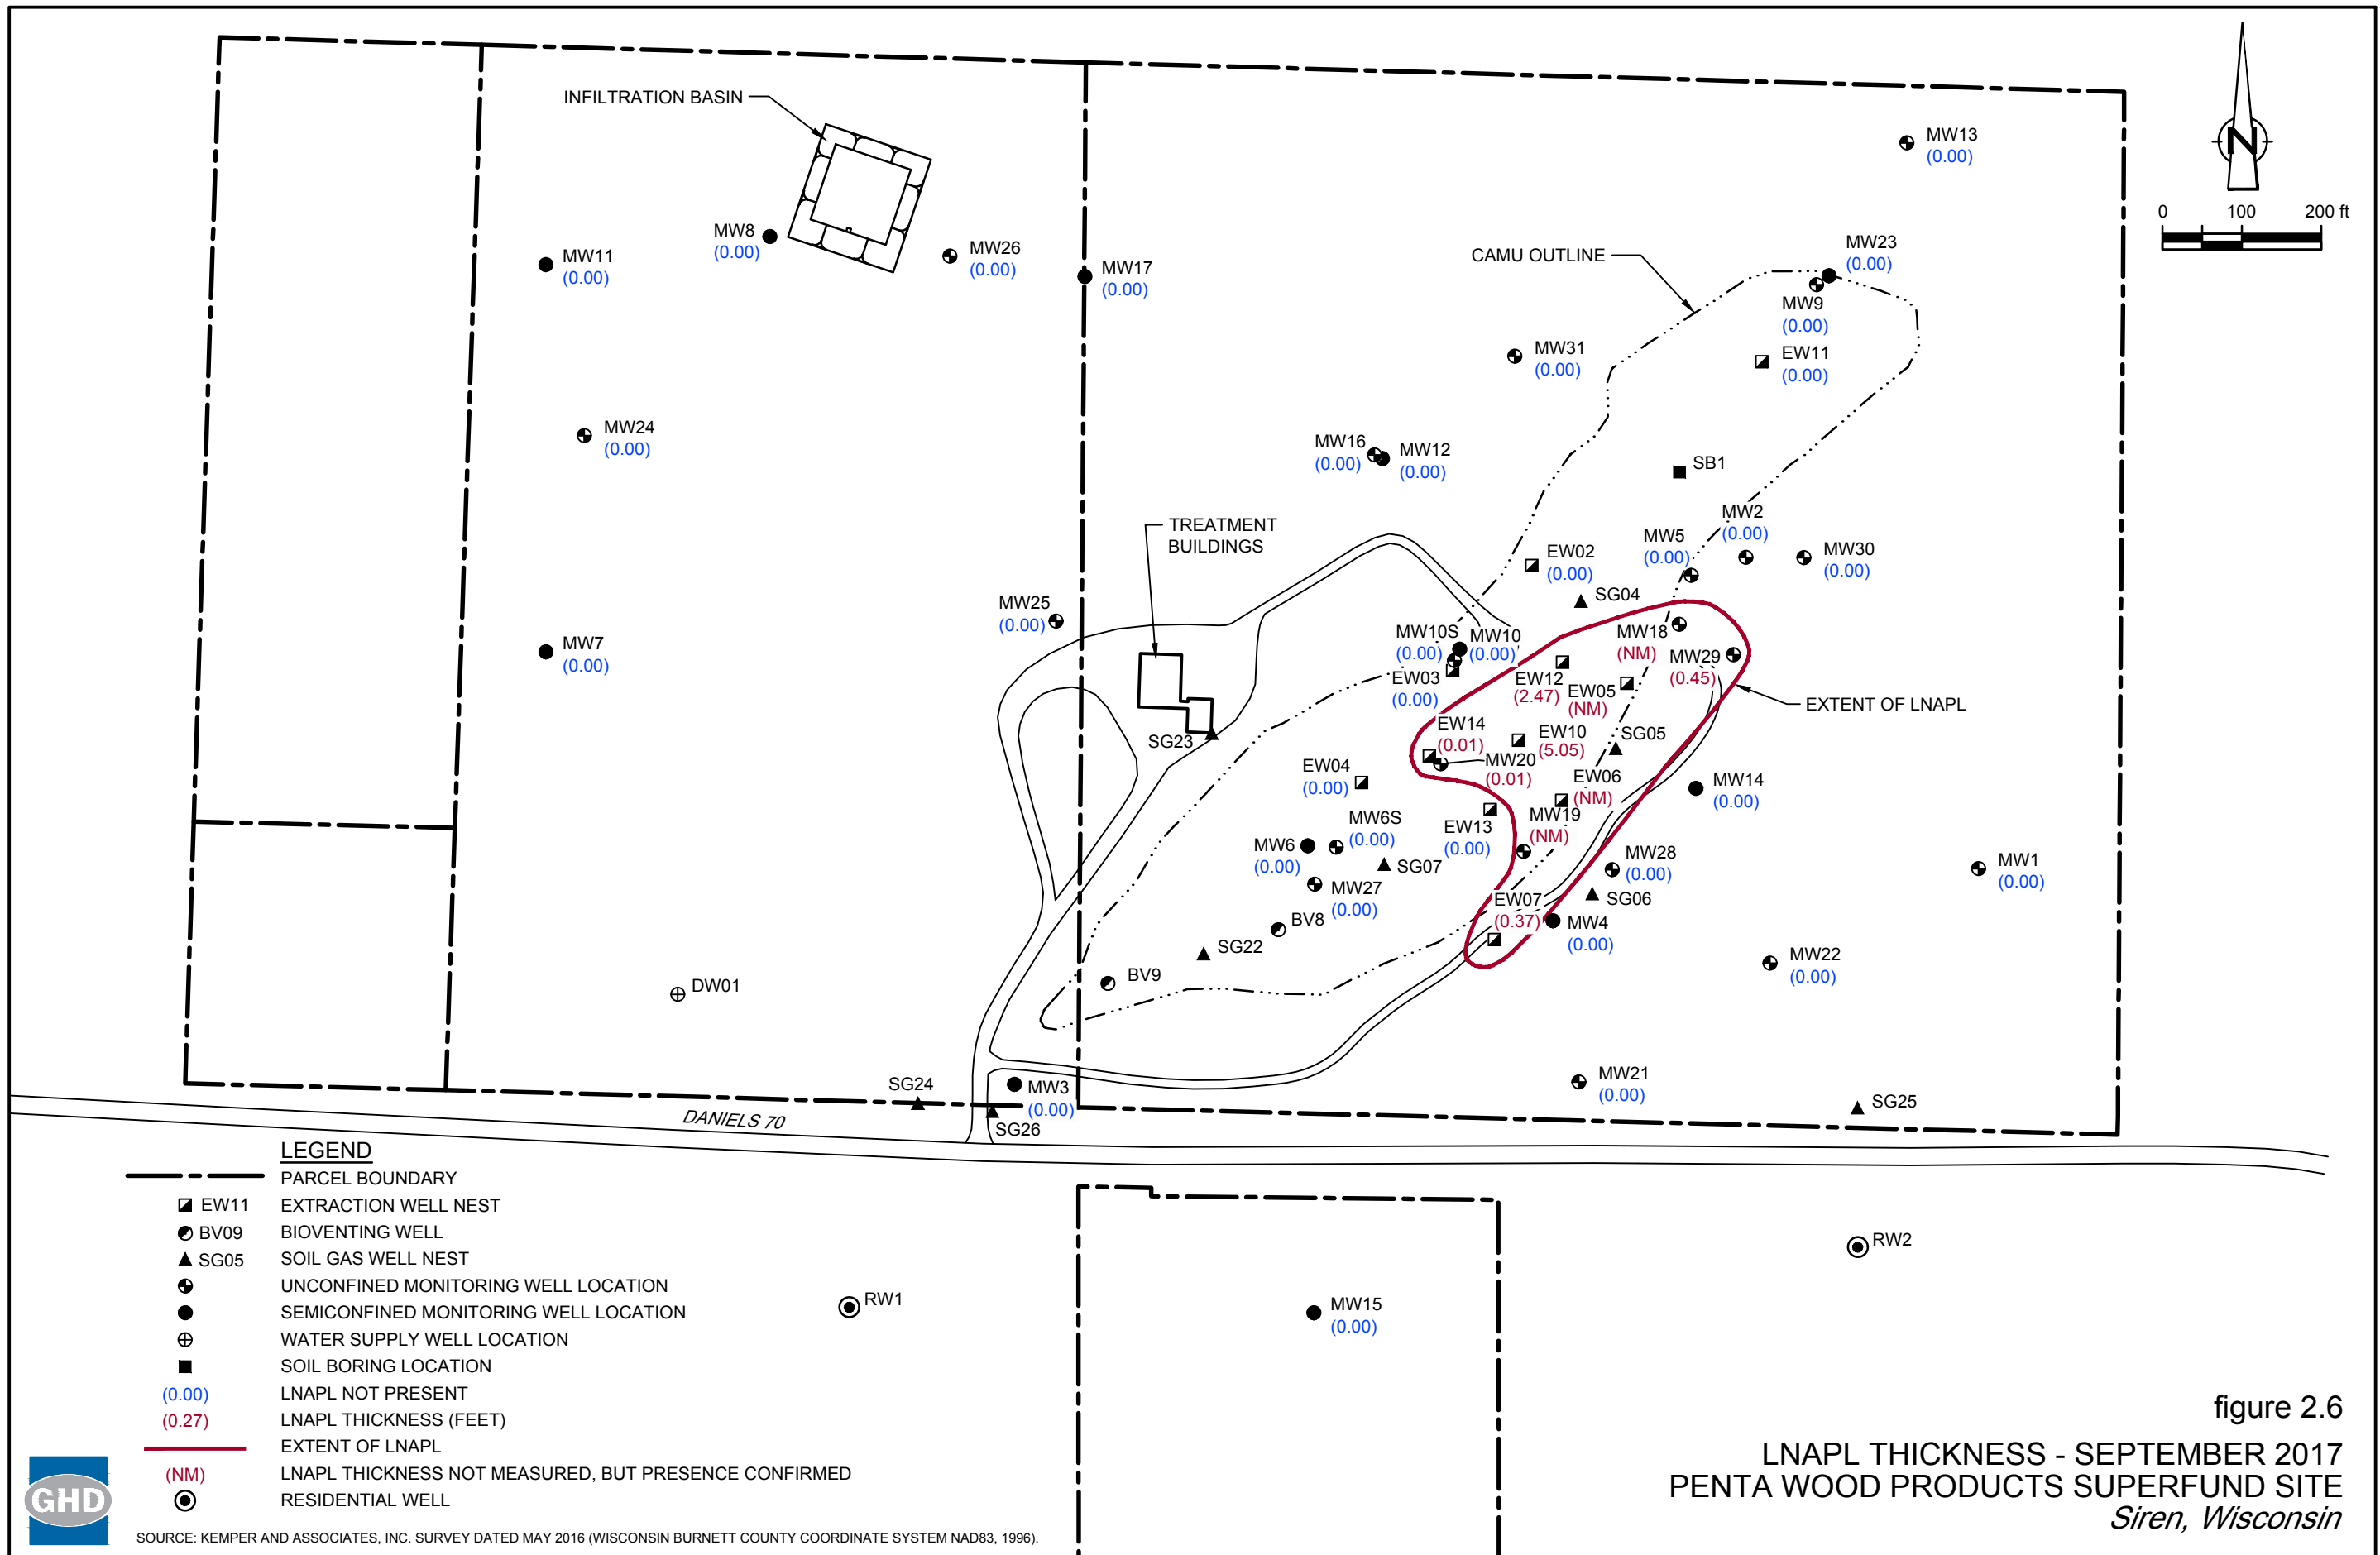 INFILTRATION BASIN
MW13
(0.00)
N
0 100 200 ft
MW8
(0.00)
MW11
(0.00)
MW26
(0.00)
MW17
(0.00)
CAMU OUTLINE
MW23
(0.00)
MW9
(0.00)
EW11
(0.00)
MW31
(0.00)
MW24
(0.00)
MW16
(0.00)
MW12
(0.00)
SB1
TREATMENT
BUILDINGS
MW2
(0.00)
MW5
(0.00)
MW30
(0.00)
EW02
(0.00)
SG04
MW25
(0.00)
MW7
(0.00)
MW10S
(0.00)
MW10
(0.00)
EW03
(0.00)
MW18
(NM)
MW29
(0.45)
EW12
(2.47)
EW05
(NM)
EXTENT OF LNAPL
EW14
(0.01)
EW10
(5.05)
SG05
SG23
MW20
(0.01)
EW04
(0.00)
EW06
(NM)
MW14
(0.00)
MW19
(NM)
EW13
(0.00)
MW6S
(0.00)
MW6
(0.00)
SG07
MW28
(0.00)
MW1
(0.00)
MW27
(0.00)
SG06
EW07
(0.37)
BV8
MW4
(0.00)
SG22
MW22
(0.00)
BV9
DW01
MW21
(0.00)
SG24
MW3
(0.00)
SG25
SG26
DANIELS 70
LEGEND
PARCEL BOUNDARY
EW11 EXTRACTION WELL NEST
BV09 BIOVENTING WELL
SG05 SOIL GAS WELL NEST
UNCONFINED MONITORING WELL LOCATION
SEMICONFINED MONITORING WELL LOCATION
WATER SUPPLY WELL LOCATION
SOIL BORING LOCATION
(0.00) LNAPL NOT PRESENT
(0.27) LNAPL THICKNESS (FEET)
EXTENT OF LNAPL
(NM) LNAPL THICKNESS NOT MEASURED, BUT PRESENCE CONFIRMED
RESIDENTIAL WELL
RW2
RW1
MW15
(0.00)
GHD
SOURCE: KEMPER AND ASSOCIATES, INC. SURVEY DATED MAY 2016 (WISCONSIN BURNETT COUNTY COORDINATE SYSTEM NAD83, 1996).
figure 2.6
LNAPL THICKNESS - SEPTEMBER 2017
PENTA WOOD PRODUCTS SUPERFUND SITE
Siren, Wisconsin